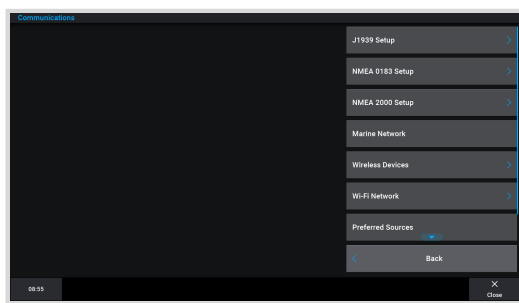 Communications
J1939 Setup
NMEA 0183 Setup
NMEA 2000 Setup
Marine Network
Wireless Devices
Wi-Fi Network
Preferred Sources
Back
08:55
Close